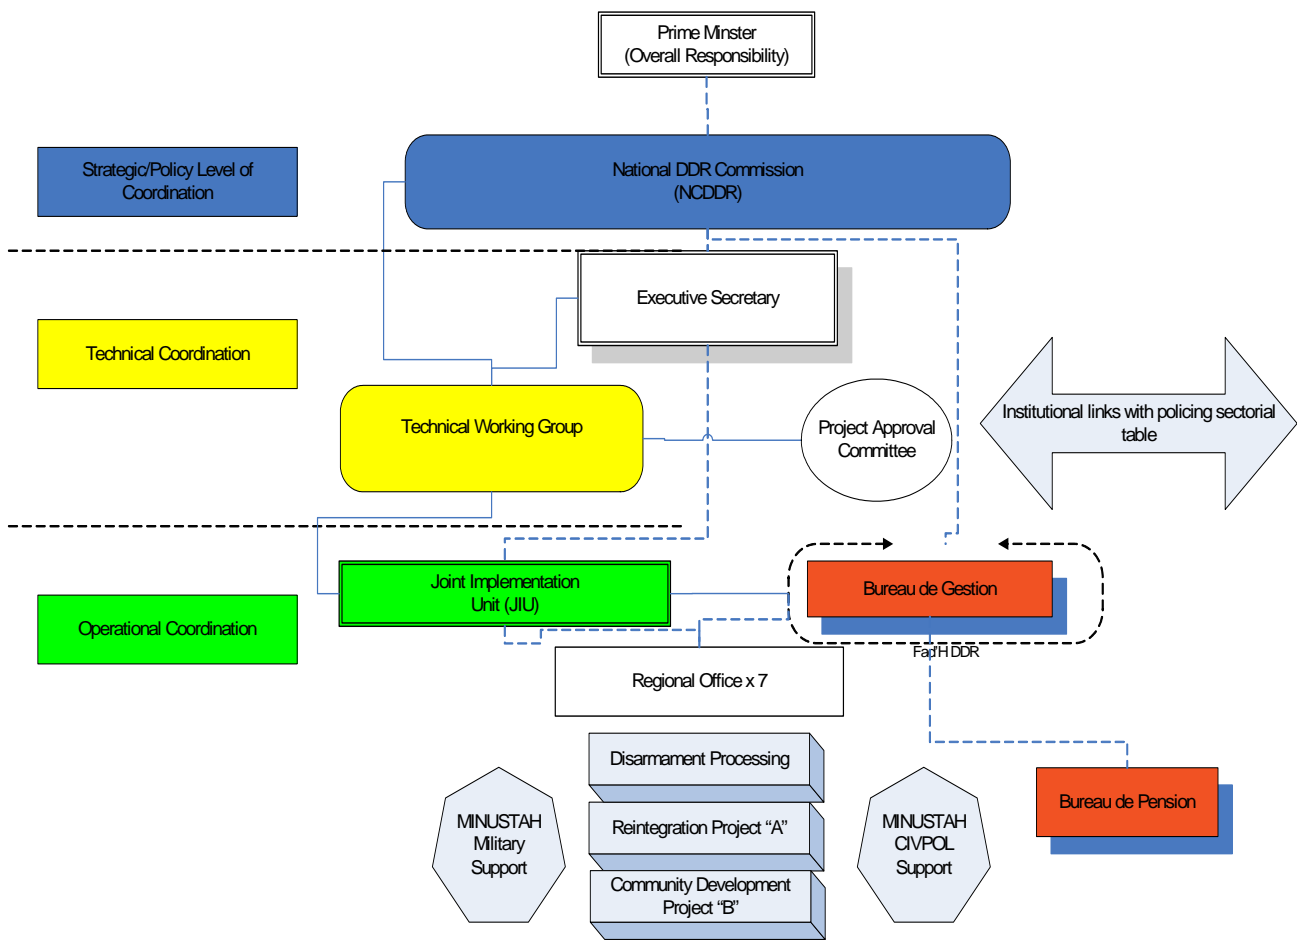 Prime Minster
(Overall Responsibility)
Strategic/Policy Level of
Coordination
National DDR Commission
(NCDDR)
Executive Secretary
Technical Coordination
Technical Working Group
Project Approval
Committee
Institutional links with policing sectorial
table
Operational Coordination
Joint Implementation
Unit (JIU)
Bureau de Gestion
Fad'H DDR
Regional Office x 7
Disarmament Processing
MINUSTAH
Military
Support
Reintegration Project “A”
MINUSTAH
CIVPOL
Support
Bureau de Pension
Community Development
Project “B”